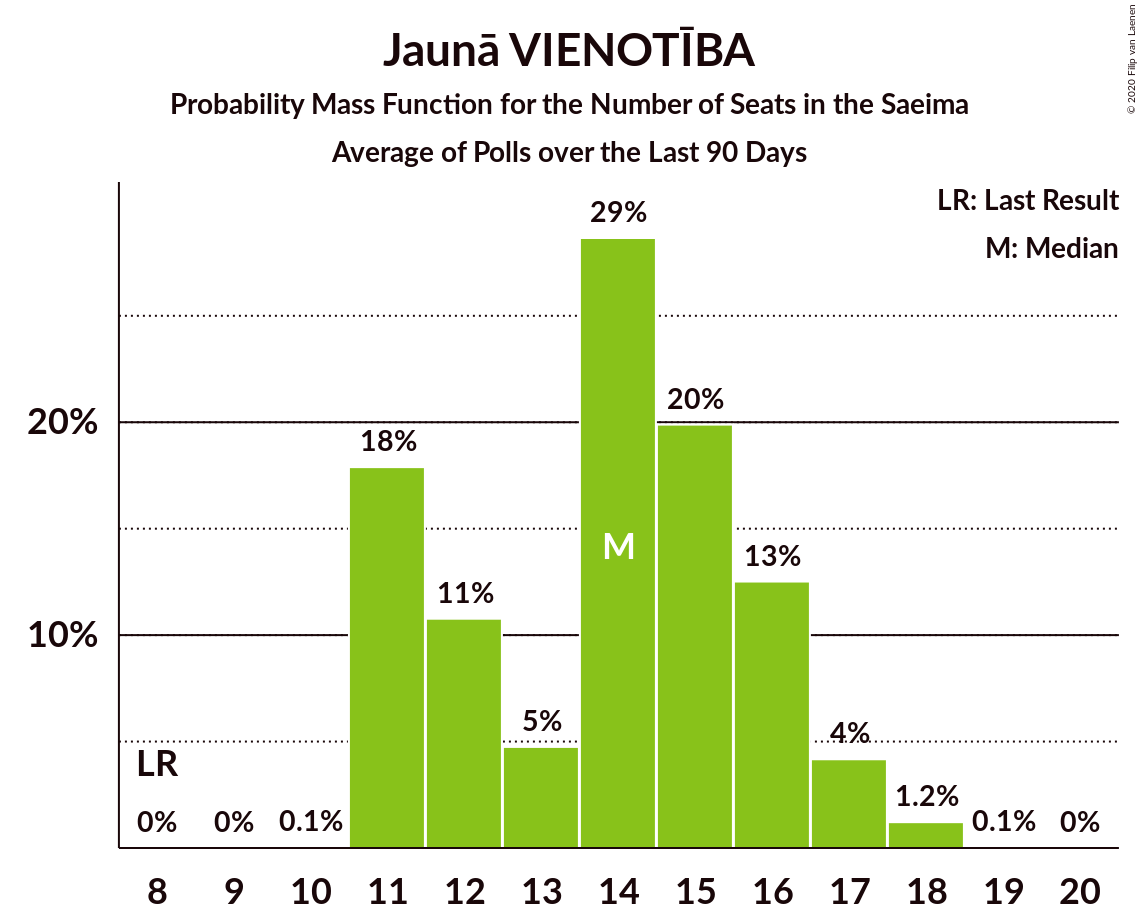 Jaunā VIENOTĪBA
Probability Mass Function for the Number of Seats in the Saeima
Average of Polls over the Last 90 Days
© 2020 Filip van Laenen
LR: Last Result
M: Median
29%
20%
20%
18%
13%
M
11%
10%
5%
4%
LR
1.2%
0% 0% 0.1% 0.1% 0%
8 9 10 11 12 13 14 15 16 17 18 19 20